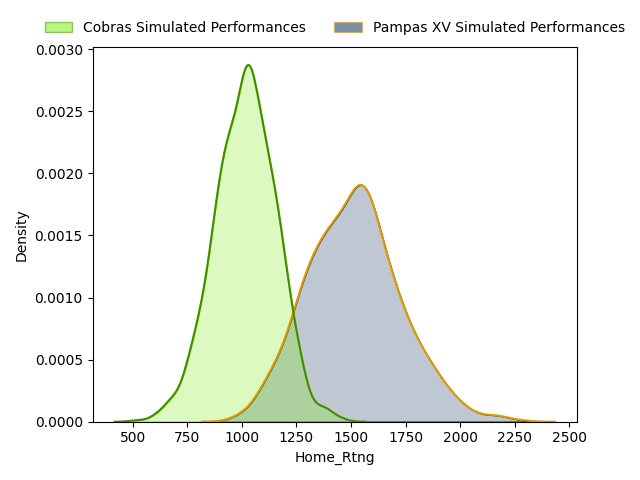 Cobras Simulated Performances
Pampas XV Simulated Performances
0.0030
0.0025
0.0020
0.0015
0.0010
0.0005
0.0000
Density
500 750 1000 1250 1500 1750 2000 2250 2500
Home_Rtng